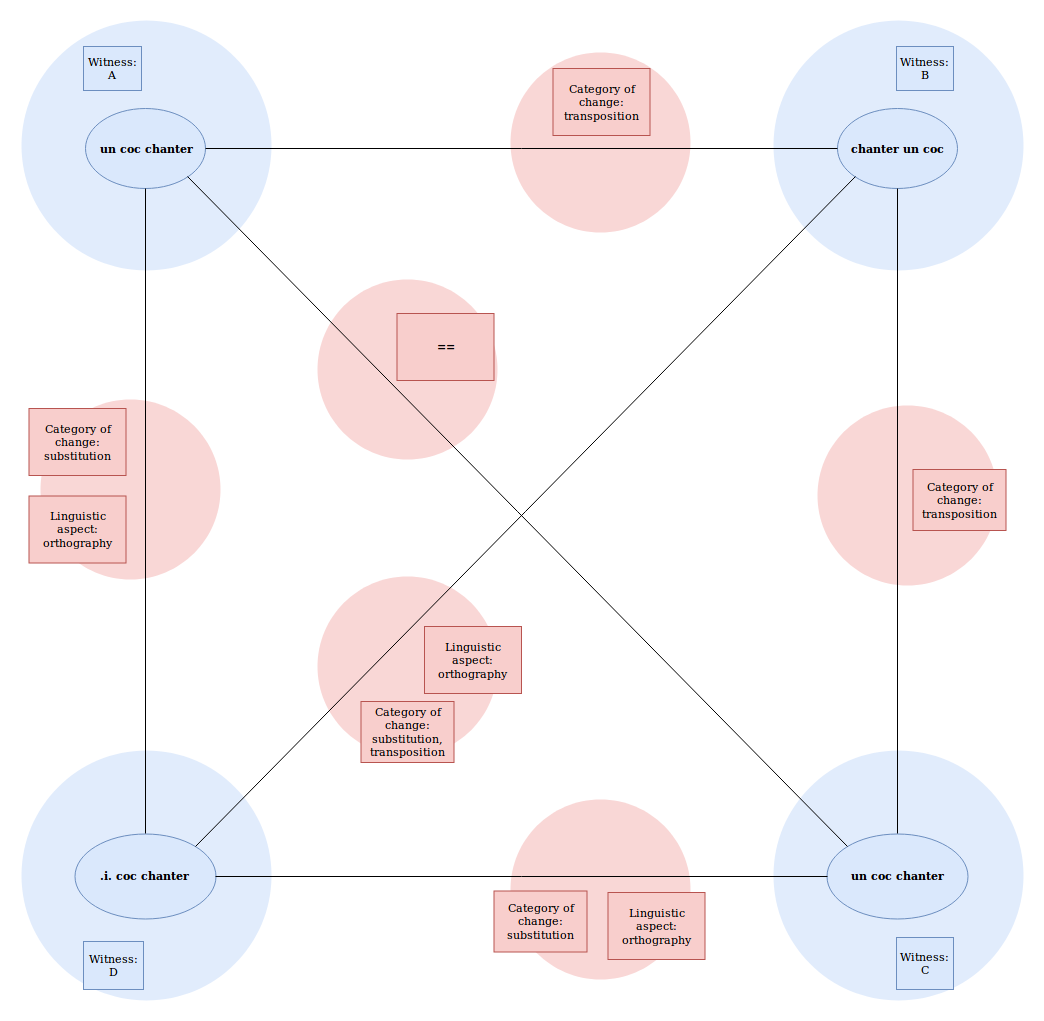 Witness:
A
un coc chanter
Category of
change:
transposition
Witness:
B
chanter un coc
==
Category of
change:
substitution
Linguistic
aspect:
orthography
Category of
change:
transposition
Linguistic
aspect:
orthography
Category of
change:
substitution,
transposition
.i. coc chanter
Witness:
D
Category of
change:
substitution
Linguistic
aspect:
orthography
un coc chanter
Witness:
C